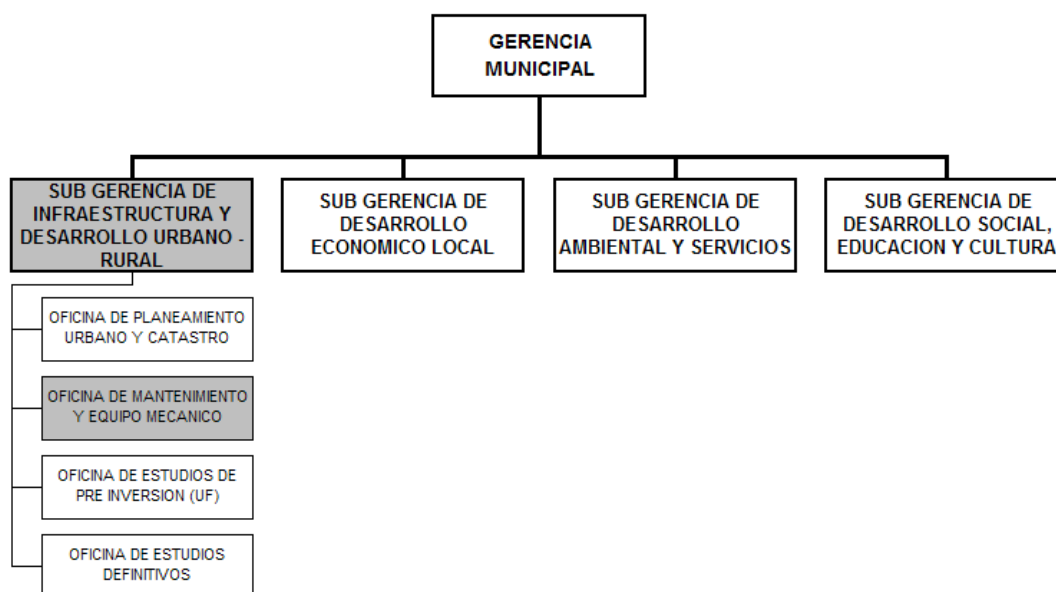 GERENCIA
MUNICIPAL
SUB GERENCIA DE
INFRAESTRUCTURA Y
DESARROLLO URBANO -
RURAL
SUB GERENCIA DE
DESARROLLO
ECONOMICO LOCAL
SUB GERENCIA DE
DESARROLLO
AMBIENTAL Y SERVICIOS
SUB GERENCIA DE
DESARROLLO SOCIAL,
EDUCACION Y CULTURA
OFICINA DE PLANEAMIENTO
URBANO Y CATASTRO
OFICINA DE MANTENIMIENTO
Y EQUIPO MECANICO
OFICINA DE ESTUDIOS DE
PRE INVERSION (UF)
OFICINA DE ESTUDIOS
DEFINITIVOS